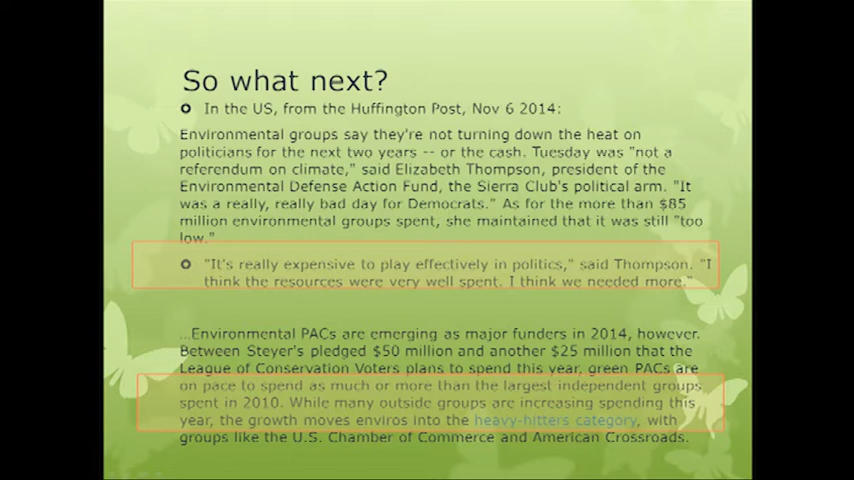 So what next?
In the US, from the Huffington Post, Nov 6 2014:
Environmental groups say they're not turning down the heat on
politicians for the next two years -- or the cash. Tuesday was "not a
referendum on climate," said Elizabeth Thompson, president of the
Environmental Defense Action Fund, the Sierra Club's political arm. "It
was a really, really bad day for Democrats." As for the more than $85
million environmental groups spent, she maintained that it was still "too
low."
"It's really expensive to play effectively in politics," said Thompson. "I
think the resources were very well spent. I think we needed more."
...Environmental PACs are emerging as major funders in 2014, however.
Between Steyer's pledged $50 million and another $25 million that the
League of Conservation Voters plans to spend this year, green PACs are
on pace to spend as much or more than the largest independent groups
spent in 2010. While many outside groups are increasing spending this
year, the growth moves enviros into the heavy-hitters category, with
groups like the U.S. Chamber of Commerce and American Crossroads.